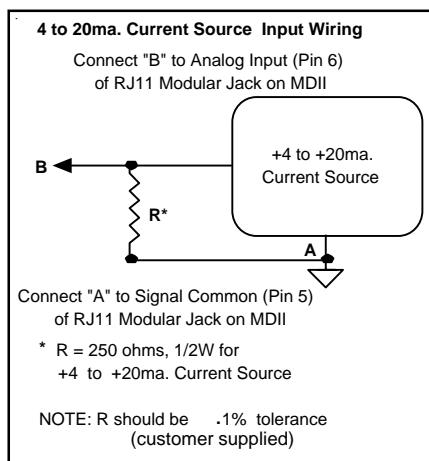 4 to 20ma. Current Source Input Wiring
Connect "B" to Analog Input (Pin 6)
of RJ11 Modular Jack on MDII
+4 to +20ma.
Current Source
B
R*
A
Connect "A" to Signal Common (Pin 5)
of RJ11 Modular Jack on MDII
* R = 250 ohms, 1/2W for
+4 to +20ma. Current Source
NOTE: R should be .1% tolerance
(customer supplied)